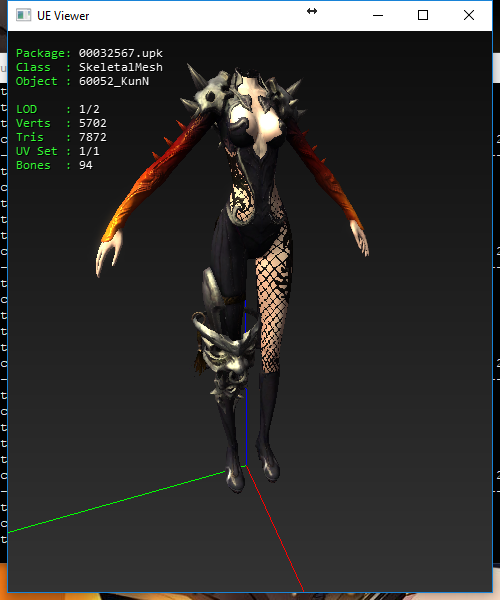 UE Viewer
Package: 00032567.upk
Class : SkeletalMesh
Object : 60052_KunN
LOD : 1/2
Verts : 5702
Tris : 7872
UV Set : 1/1
Bones : 94